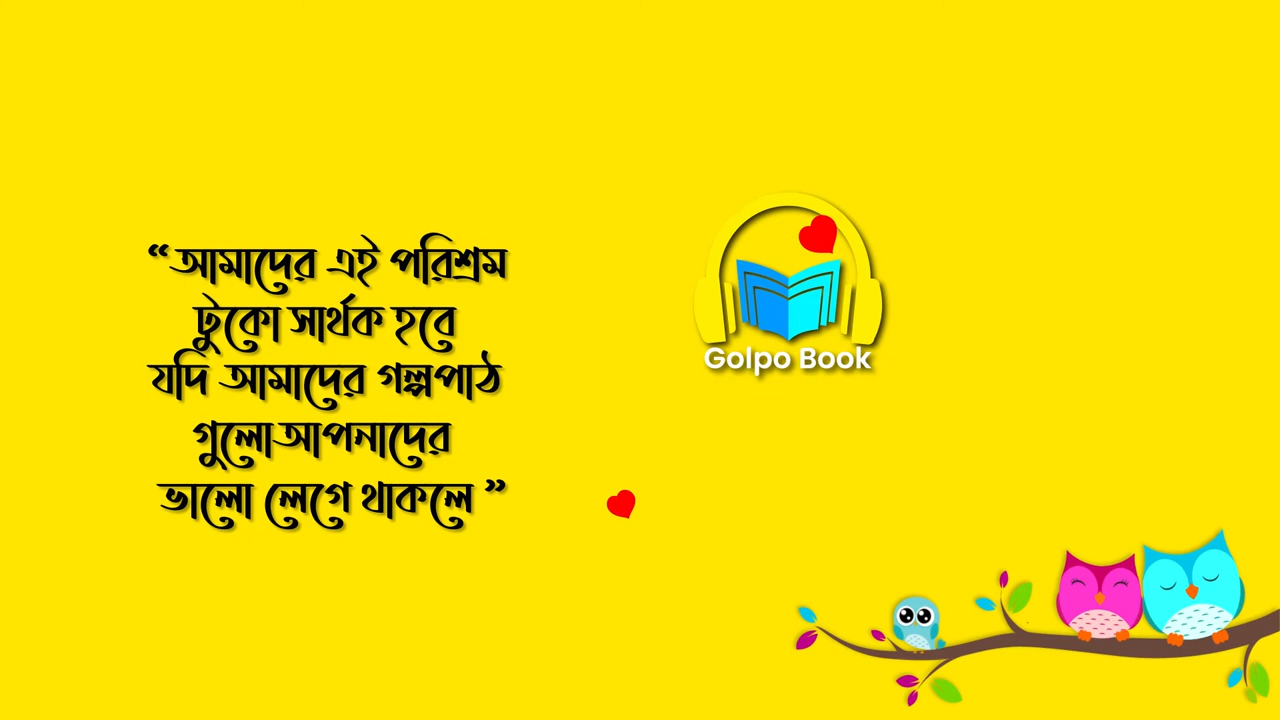 “আমাদের এই পরিশ্রম
টুকো সার্থক হবে
যদি আমাদের গল্পপাঠ
গুলো আপনাদের
ভালো লেগে থাকলে ”
Golpo Book